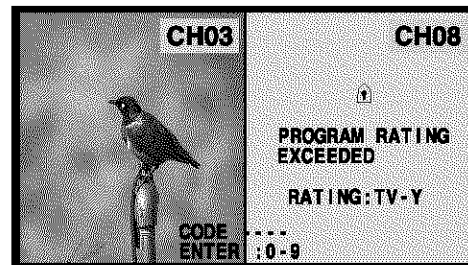 CH03
CH08
PROGRAM RATING
EXCEEDED
RATING:TV-Y
CODE ----
ENTER :0-9